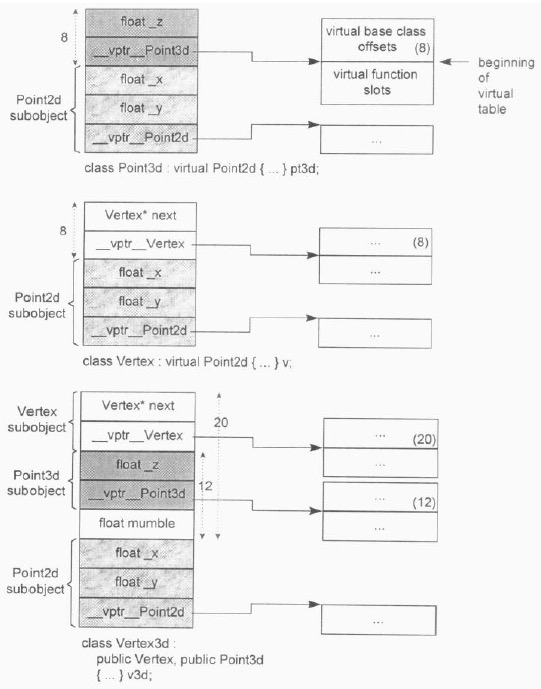 float _z
8
__vptr__Point3d
float _x
Point2d
subobject
float _y
__vptr__Point2d
virtual base class
offsets (8)
virtual function
slots
beginning
of
virtual
table
...
class Point3d : virtual Point2d { ... } pt3d;
Vertex* next
8
__vptr__Vertex
... (8)
...
float _x
Point2d
subobject
float _y
__vptr__Point2d
...
class Vertex : virtual Point2d { ... } v;
Vertex* next
Vertex
subobject
20
__vptr__Vertex
... (20)
...
float _z
Point3d
subobject
12
__vptr__Point3d
... (12)
...
float mumble
float _x
Point2d
subobject
float _y
__vptr__Point2d
...
class Vertex3d :
public Vertex, public Point3d
{ ... } v3d;